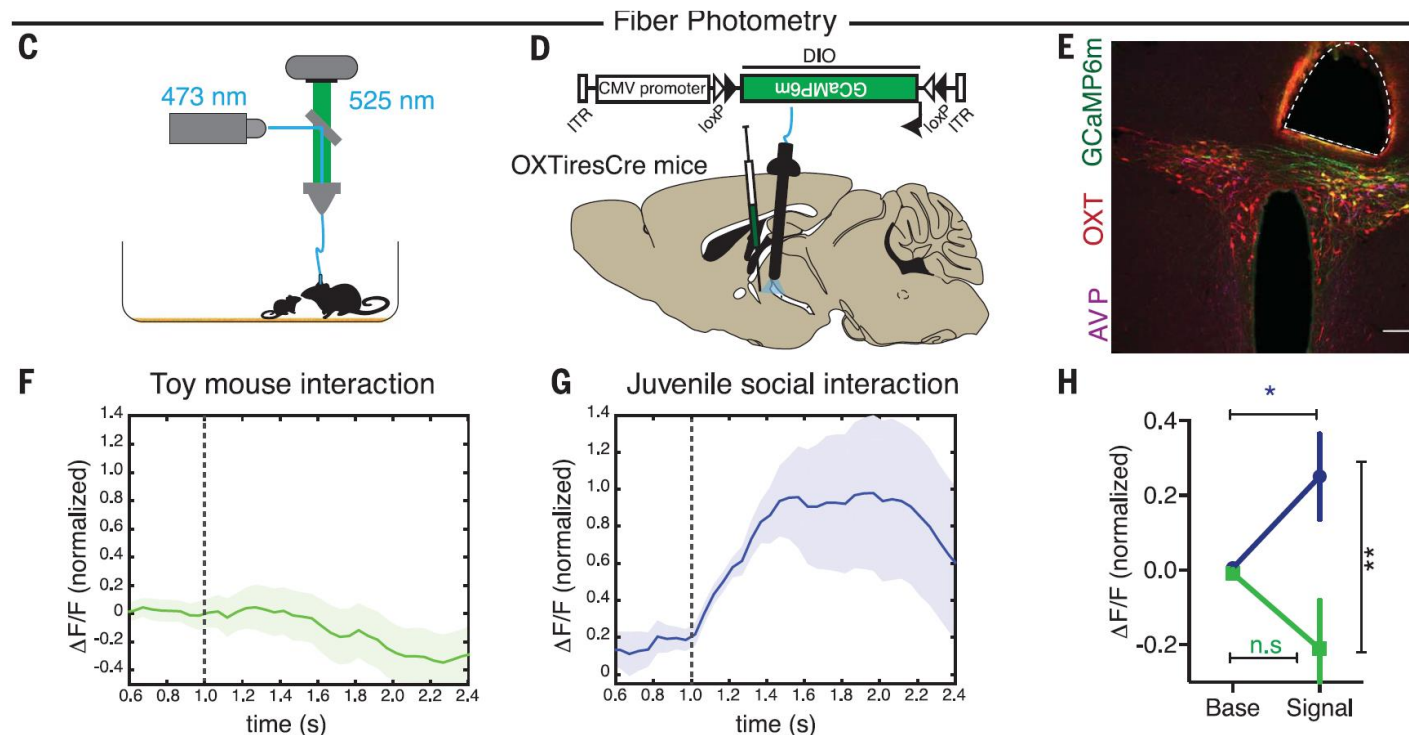 Fiber Photometry
C
473 nm
525 nm
D
DIO
ITR
CMV promoter
loxP
GCaMP6m
loxP
ITR
OXTiresCre mice
E
AVP OXT GCaMP6m
F
Toy mouse interaction
ΔF/F (normalized)
1.4
1.2
1.0
0.8
0.6
0.4
0.2
0
-0.2
-0.4
0.6 0.8 1.0 1.2 1.4 1.6 1.8 2.0 2.2 2.4
time (s)
G
Juvenile social interaction
ΔF/F (normalized)
1.4
1.2
1.0
0.8
0.6
0.4
0.2
0
0.6 0.8 1.0 1.2 1.4 1.6 1.8 2.0 2.2 2.4
time (s)
H
*
ΔF/F (normalized)
0.4
0.2
0.0
-0.2
**
n.s
Base Signal